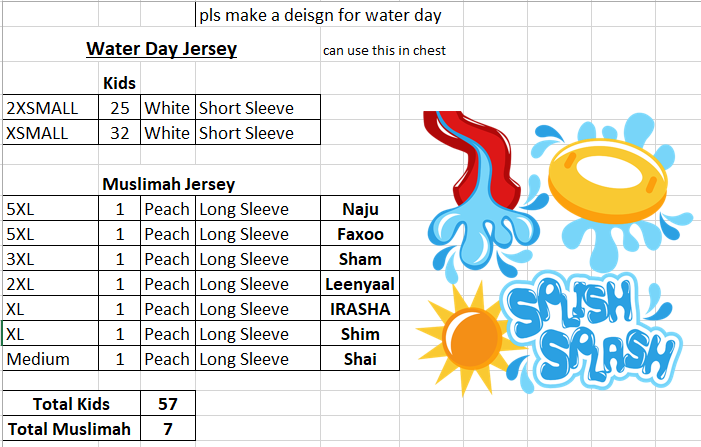 pls make a deisgn for water day
Water Day Jersey can use this in chest
Kids
2XSMALL 25 White Short Sleeve
XSMALL 32 White Short Sleeve
Muslimah Jersey
5XL 1 Peach Long Sleeve Naju
5XL 1 Peach Long Sleeve Faxoo
3XL 1 Peach Long Sleeve Sham
2XL 1 Peach Long Sleeve Leenyaal
XL 1 Peach Long Sleeve IRASHA
XL 1 Peach Long Sleeve Shim
Medium 1 Peach Long Sleeve Shai
SPLISH
SPLASH
Total Kids 57
Total Muslimah 7